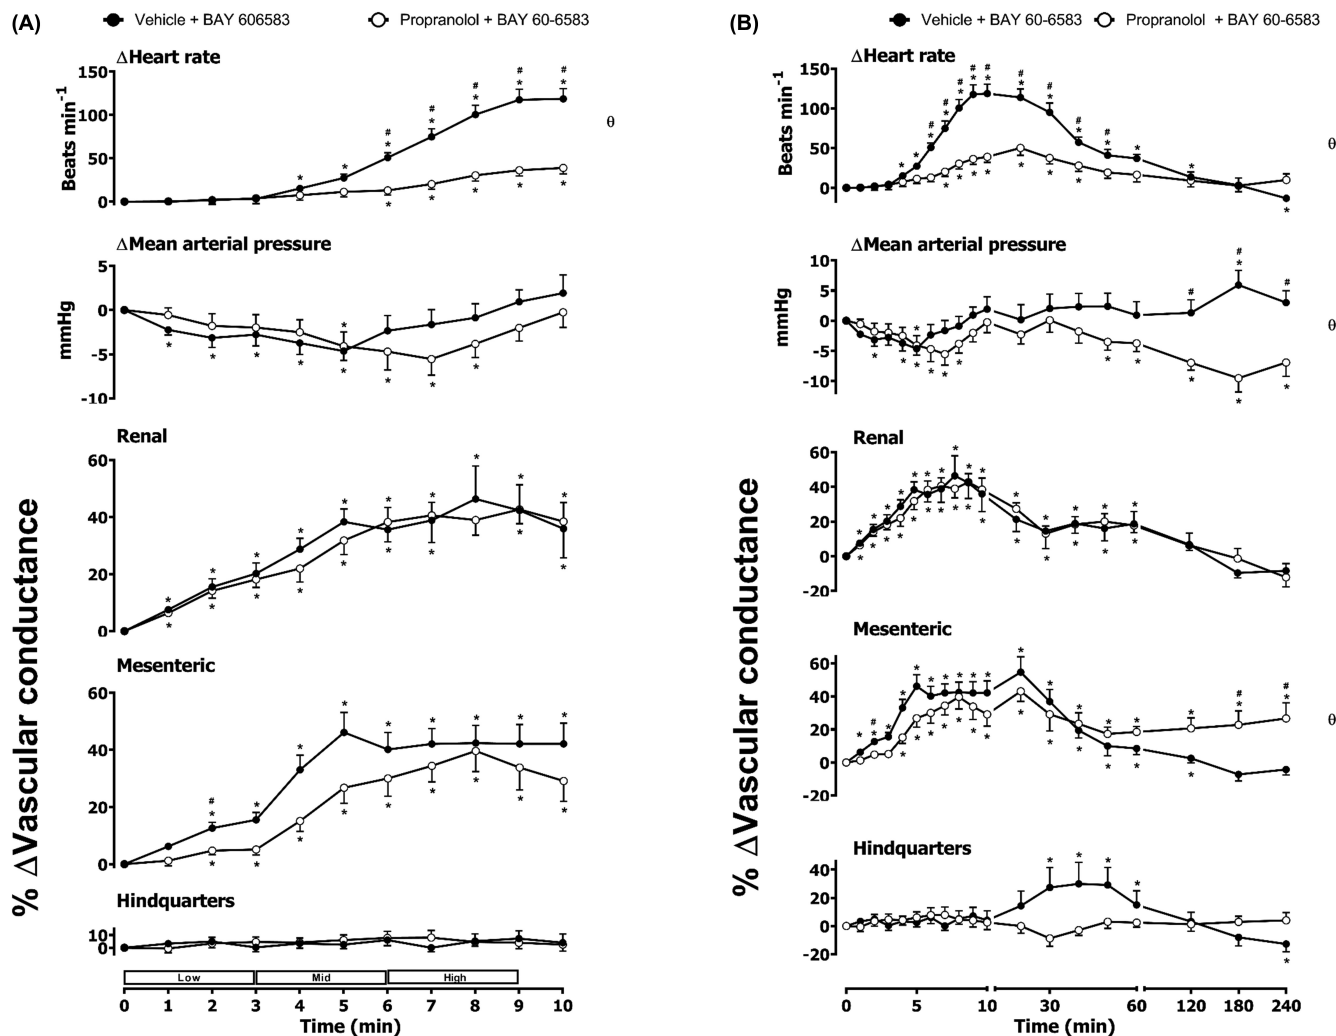 (A)
Vehicle + BAY 606583
Propranolol + BAY 60-6583
ΔHeart rate
150
100
50
0
Beats min⁻¹
θ
ΔMean arterial pressure
5
0
-5
-10
mmHg
% ΔVascular conductance
Renal
60
40
20
0
Mesenteric
60
40
20
0
Hindquarters
10
0
Low Mid High
0 1 2 3 4 5 6 7 8 9 10
Time (min)
(B)
Vehicle + BAY 60-6583
Propranolol + BAY 60-6583
ΔHeart rate
150
100
50
0
Beats min⁻¹
θ
ΔMean arterial pressure
10
5
0
-5
-10
mmHg
θ
% ΔVascular conductance
Renal
60
40
20
0
-20
Mesenteric
60
40
20
0
-20
θ
Hindquarters
40
20
0
-20
0 5 10 30 60 120 180 240
Time (min)